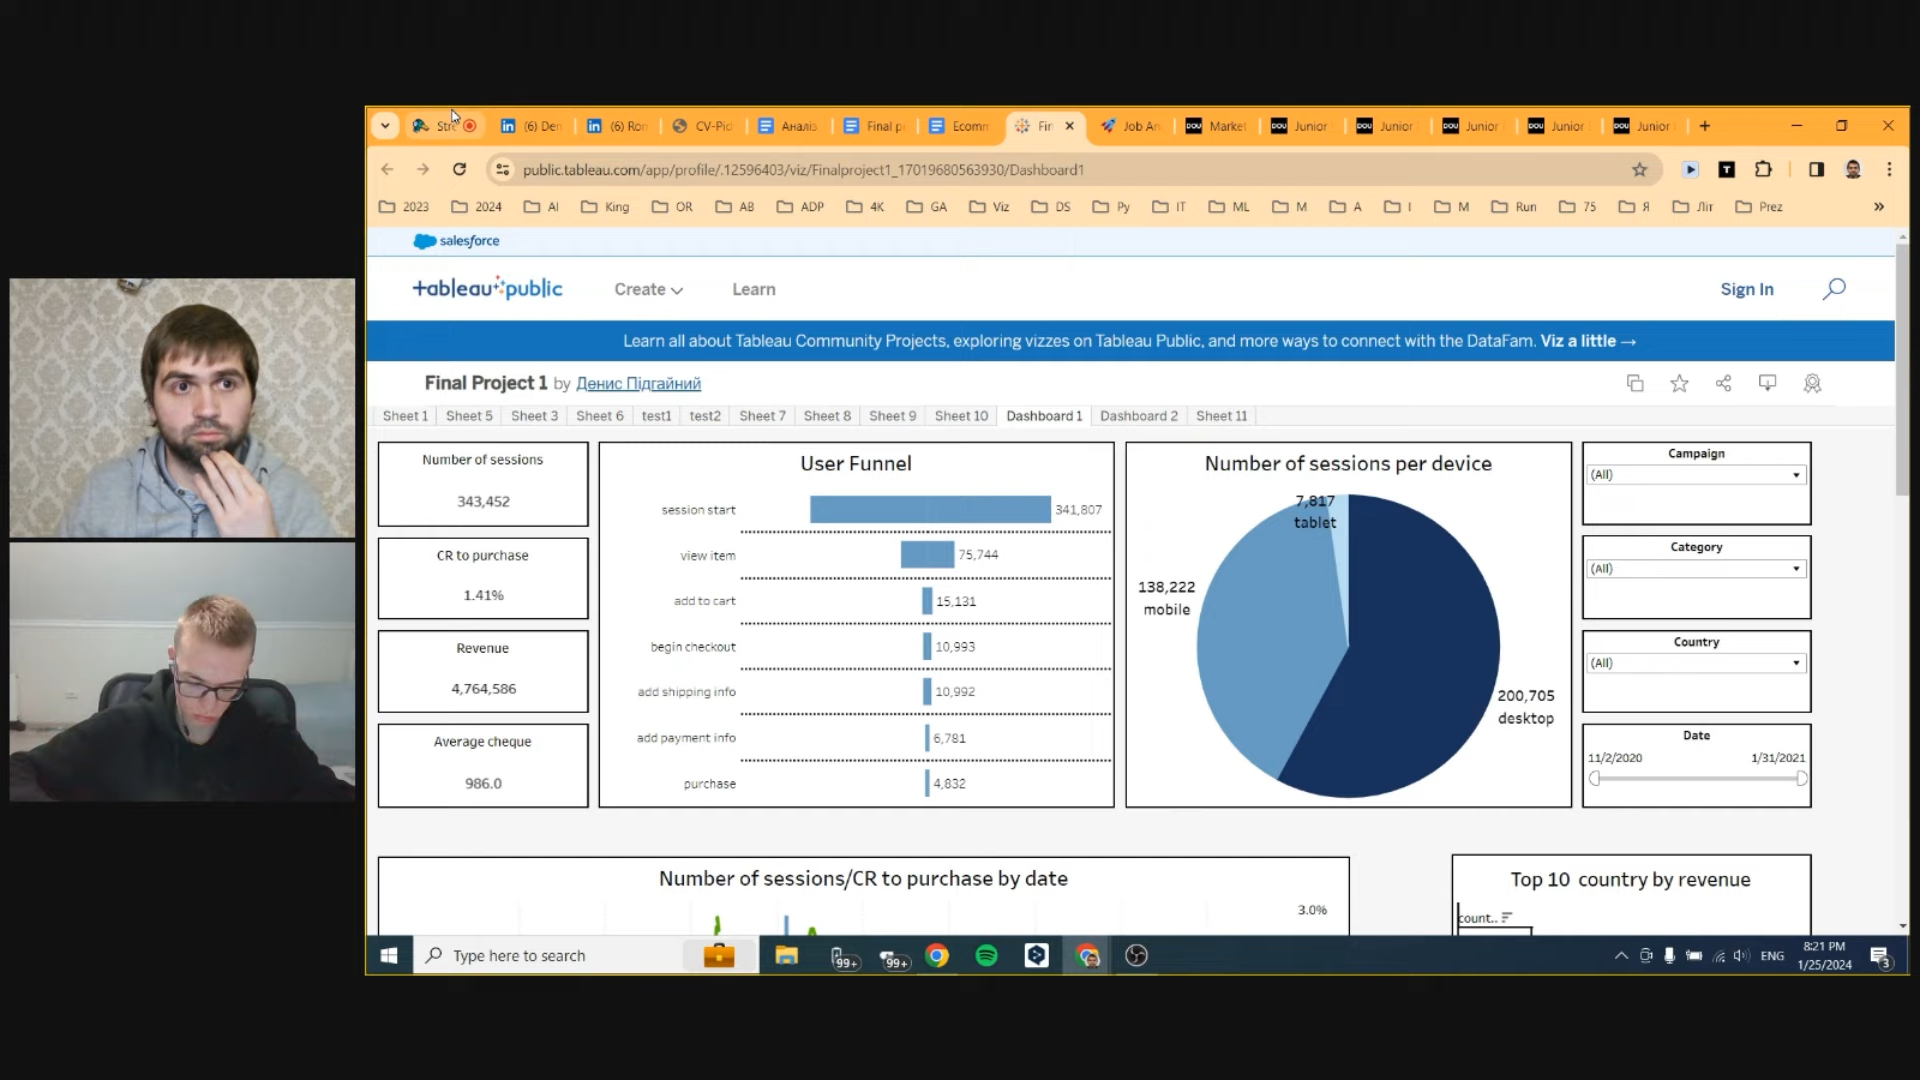 Stre
(6) Den
(6) Ron
CV-Pid
Аналіз
Final p
Ecomm
Fin
Job An
DOU Market
DOU Junior
DOU Junior
DOU Junior
DOU Junior
DOU Junior
public.tableau.com/app/profile/.12596403/viz/Finalproject1_17019680563930/Dashboard1
2023 2024 AI King OR AB ADP 4K GA Viz DS Py IT ML M A I M Run 75 Я Літ Prez
salesforce
+ableau public
Create
Learn
Sign In
Learn all about Tableau Community Projects, exploring vizzes on Tableau Public, and more ways to connect with the DataFam. Viz a little →
Final Project 1 by Денис Підгайний
Sheet 1 Sheet 5 Sheet 3 Sheet 6 test1 test2 Sheet 7 Sheet 8 Sheet 9 Sheet 10 Dashboard 1 Dashboard 2 Sheet 11
Number of sessions
343,452
CR to purchase
1.41%
Revenue
4,764,586
Average cheque
986.0
User Funnel
session start 341,807
view item 75,744
add to cart 15,131
begin checkout 10,993
add shipping info 10,992
add payment info 6,781
purchase 4,832
Number of sessions per device
7,817
tablet
138,222
mobile
200,705
desktop
Campaign
(All)
Category
(All)
Country
(All)
Date
11/2/2020 1/31/2021
Number of sessions/CR to purchase by date
3.0%
Top 10 country by revenue
count..
Type here to search
99+
99+
ENG
8:21 PM
1/25/2024
3